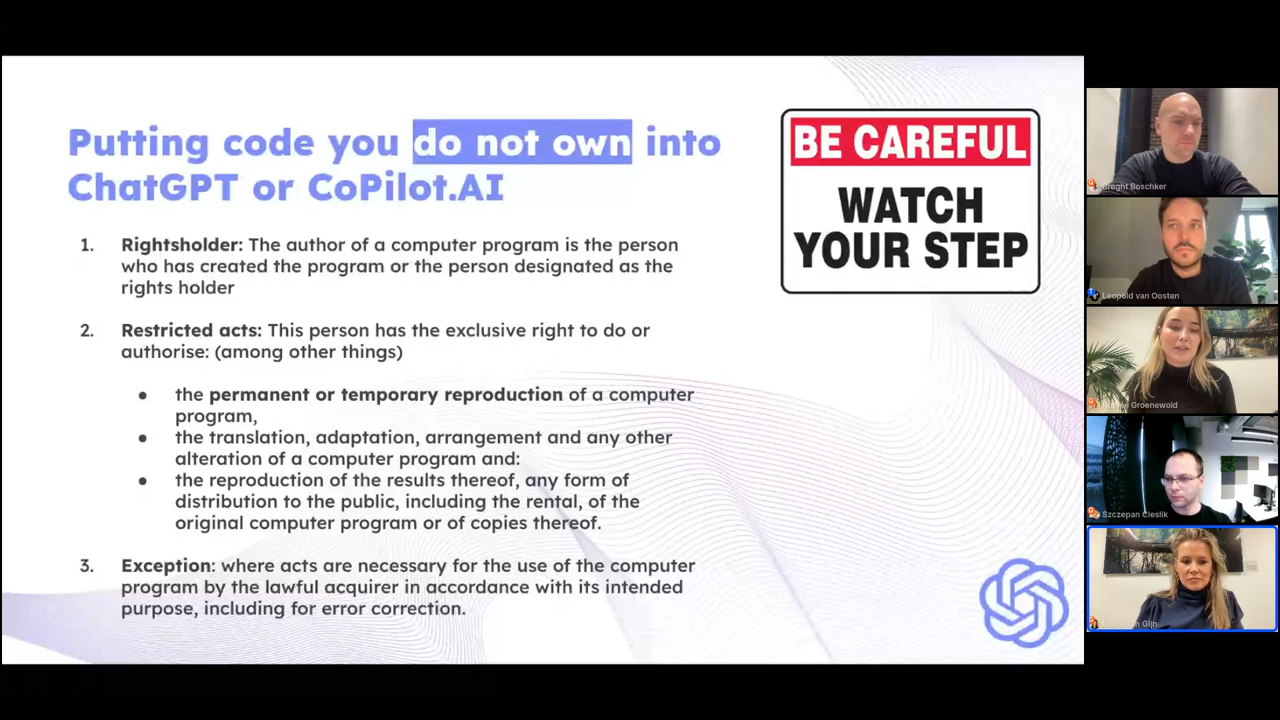 Putting code you do not own into
ChatGPT or CoPilot.AI
BE CAREFUL
WATCH
YOUR STEP
1. Rightsholder: The author of a computer program is the person
who has created the program or the person designated as the
rights holder
2. Restricted acts: This person has the exclusive right to do or
authorise: (among other things)
● the permanent or temporary reproduction of a computer
program,
● the translation, adaptation, arrangement and any other
alteration of a computer program and:
● the reproduction of the results thereof, any form of
distribution to the public, including the rental, of the
original computer program or of copies thereof.
3. Exception: where acts are necessary for the use of the computer
program by the lawful acquirer in accordance with its intended
purpose, including for error correction.
Breght Boschker
Leopold van Oosten
Groenewold
Szczepan Cieslik
Gijn